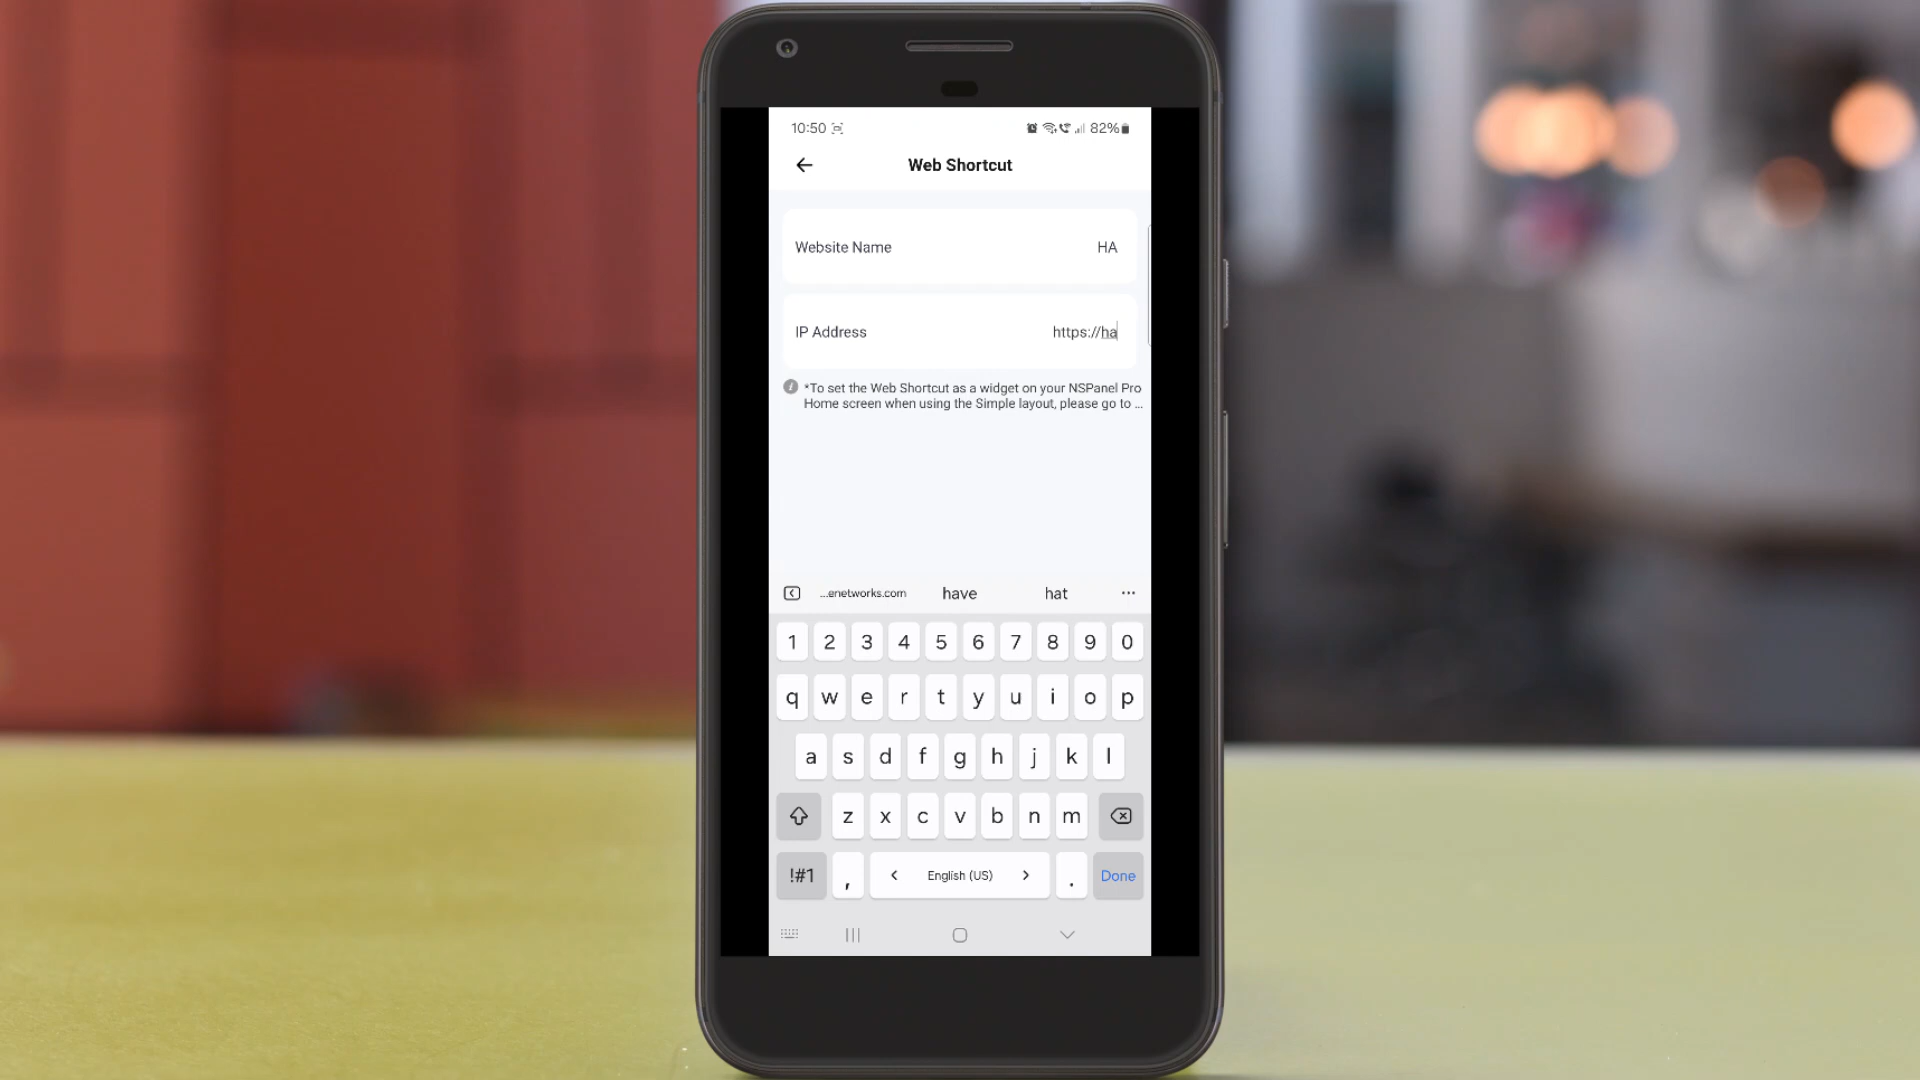 10:50 82%
Web Shortcut
Website Name HA
IP Address https://ha
*To set the Web Shortcut as a widget on your NSPanel Pro
Home screen when using the Simple layout, please go to ...
...enetworks.com have hat ...
1 2 3 4 5 6 7 8 9 0
q w e r t y u i o p
a s d f g h j k l
z x c v b n m
!#1 , < English (US) > . Done